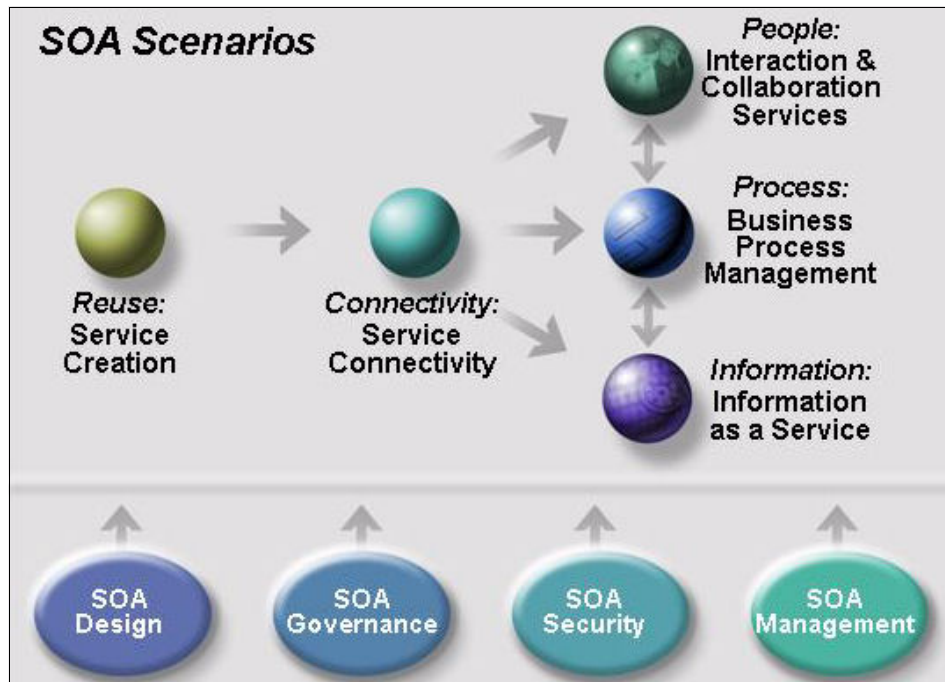 SOA Scenarios
People:
Interaction &
Collaboration
Services
Process:
Business
Process
Management
Reuse:
Service
Creation
Connectivity:
Service
Connectivity
Information:
Information
as a Service
SOA
Design
SOA
Governance
SOA
Security
SOA
Management